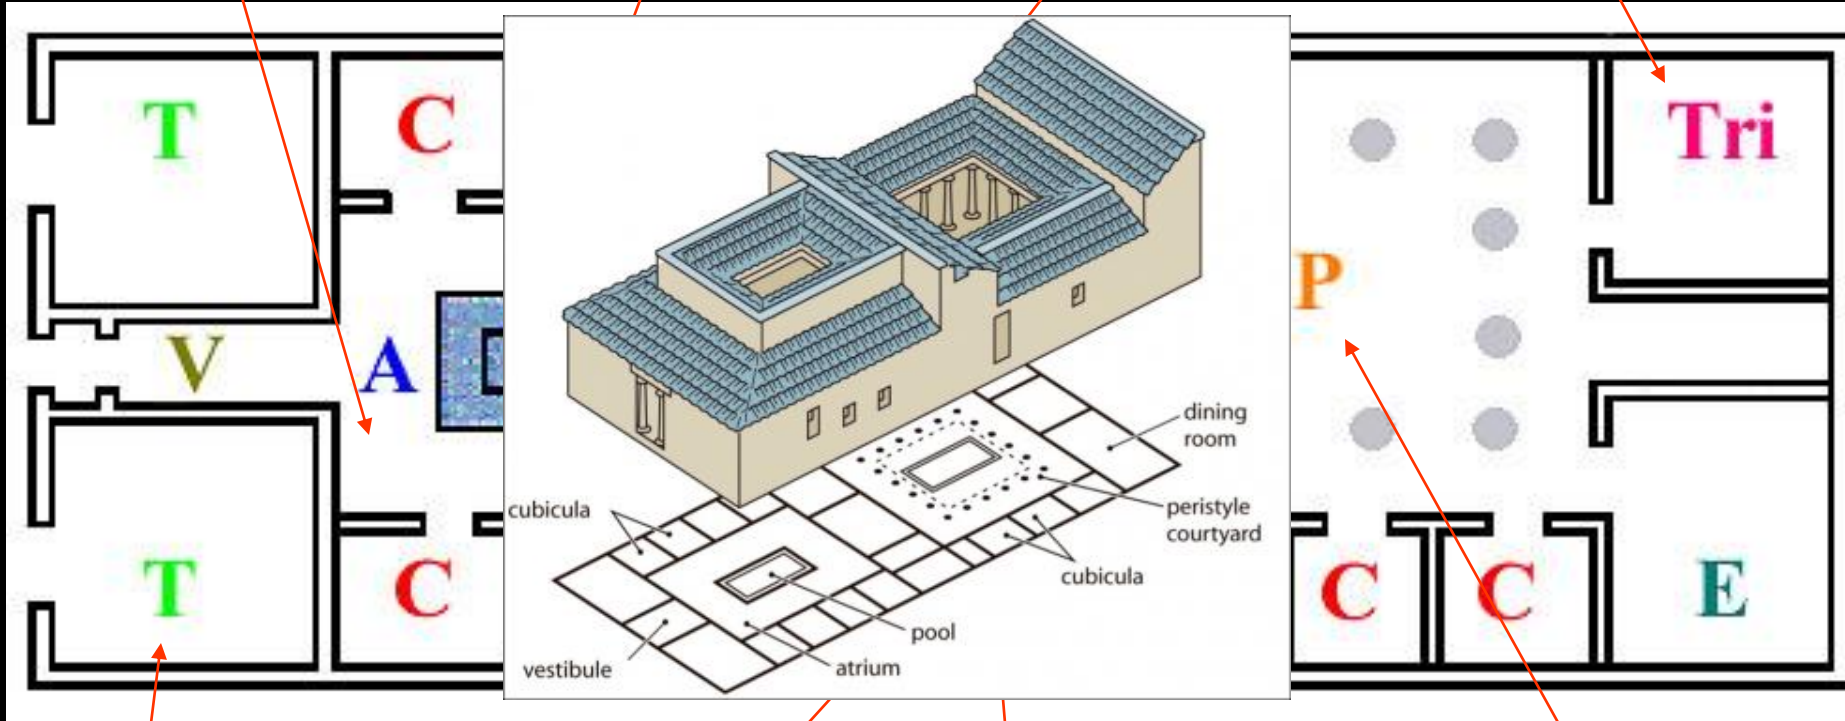 T
C
Tri
P
V
A
T
C
C
C
E
dining
room
cubicula
peristyle
courtyard
cubicula
pool
vestibule
atrium